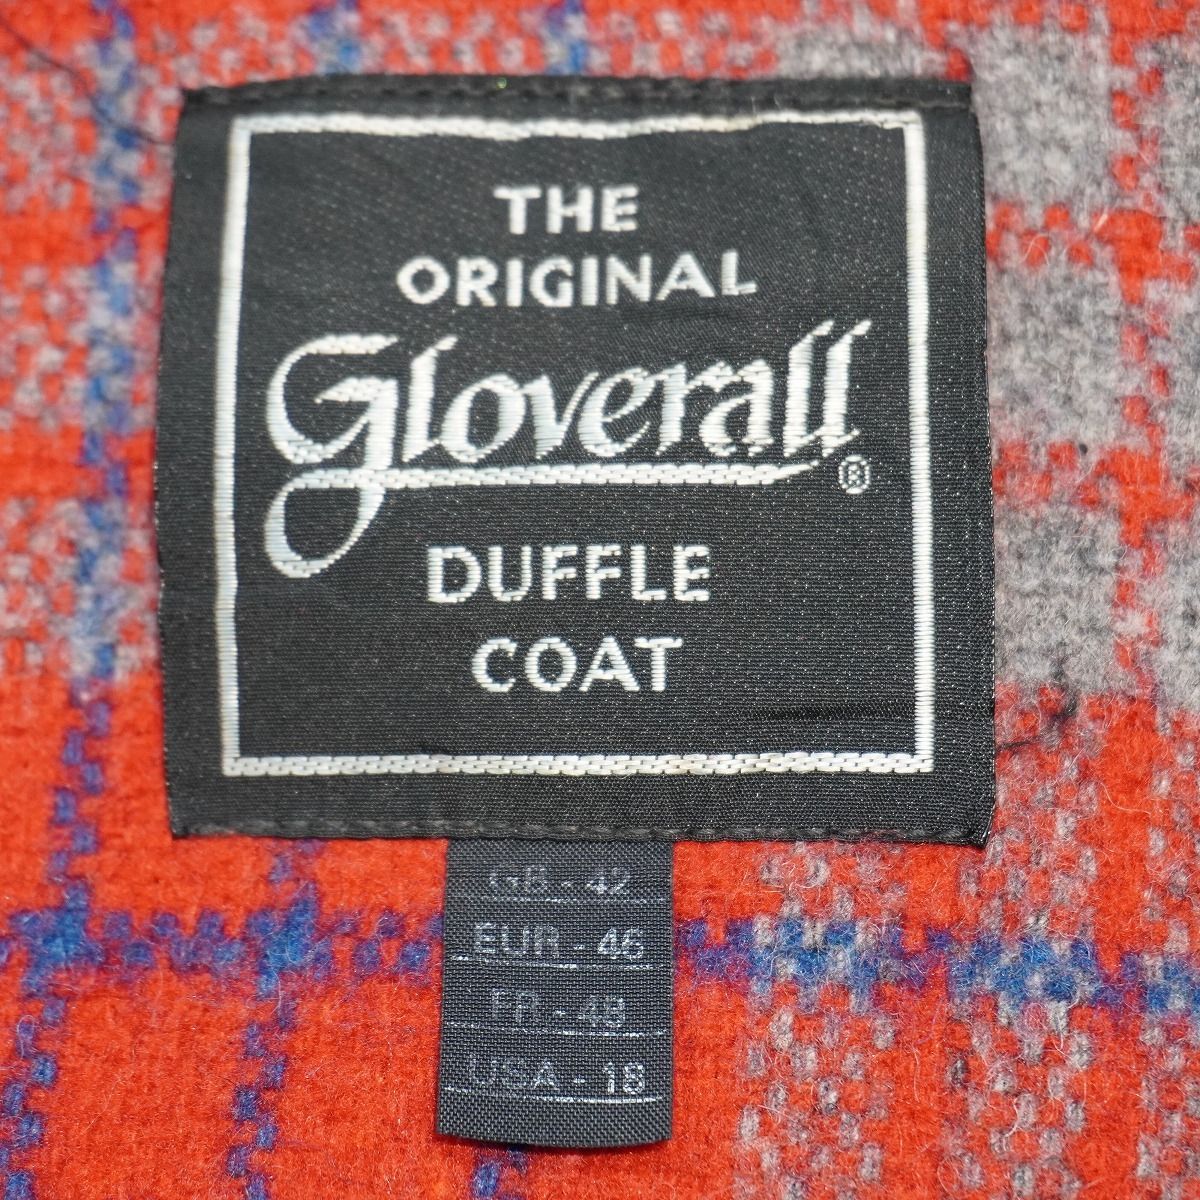 THE
ORIGINAL
Gloverall®
DUFFLE
COAT
GB - 42
EUR - 46
FR - 48
USA - 18